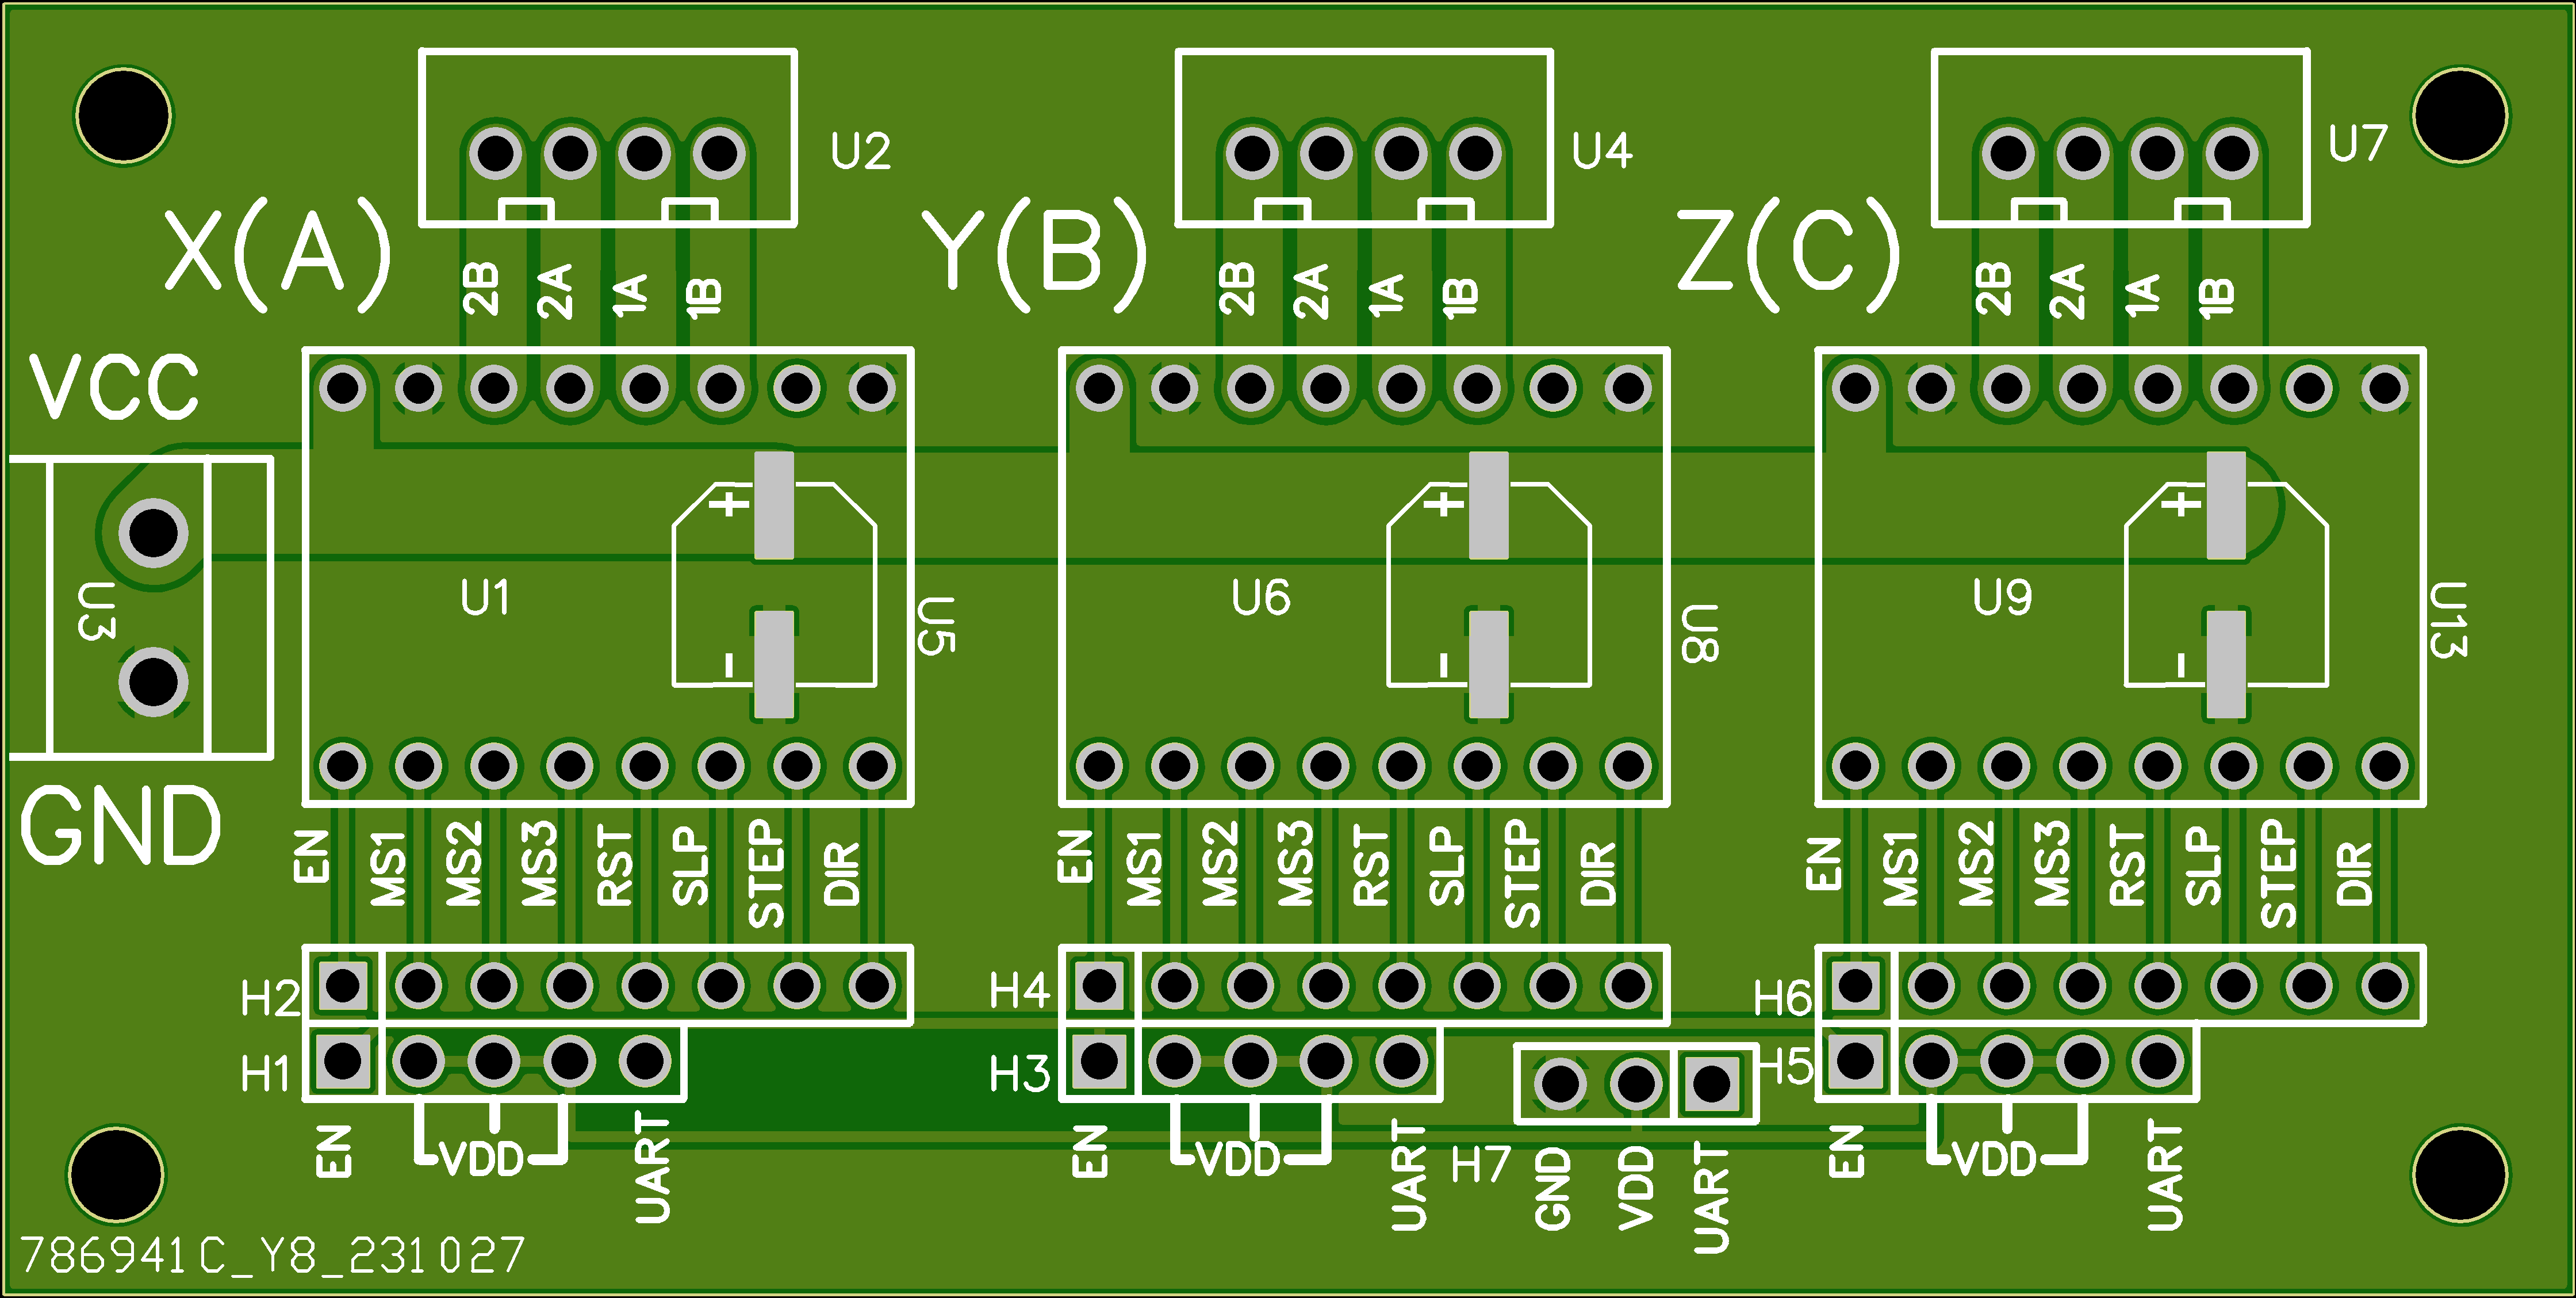 U2 U4 U7
X(A) Y(B) Z(C)
2B 2A 1A 1B 2B 2A 1A 1B 2B 2A 1A 1B
VCC
+ + +
U3 U1 U5 U6 U8 U9 U13
- - -
GND
EN MS1 MS2 MS3 RST SLP STEP DIR EN MS1 MS2 MS3 RST SLP STEP DIR EN MS1 MS2 MS3 RST SLP STEP DIR
H2 H4 H6
H1 H3 H5
EN VDD UART EN VDD UART H7 GND VDD UART EN VDD UART
786941C_Y8_231027